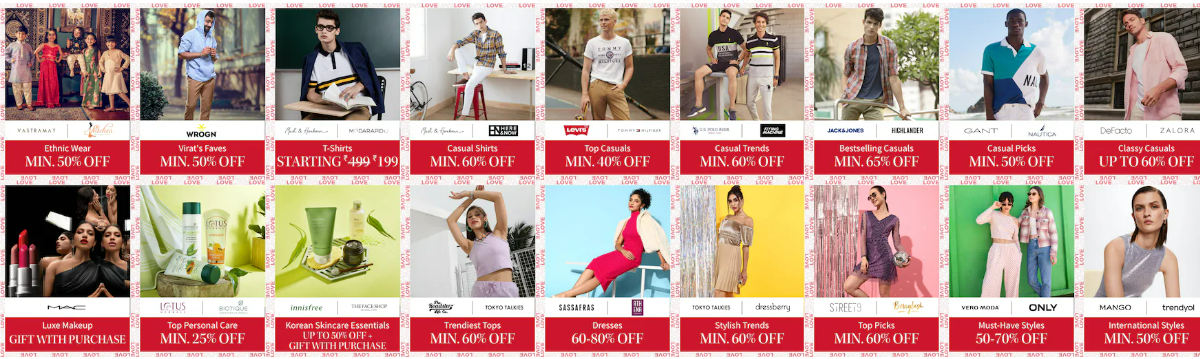 VASTRAMAY
Ethnic Wear
MIN. 50% OFF
WROGN
Virat's Faves
MIN. 50% OFF
T-Shirts
STARTING ₹499 ₹199
HERE&NOW
Casual Shirts
MIN. 60% OFF
Levi's
TOMMY HILFIGER
Top Casuals
MIN. 40% OFF
U.S. POLO ASSN.
FLYING MACHINE
Casual Trends
MIN. 60% OFF
JACK&JONES
HIGHLANDER
Bestselling Casuals
MIN. 65% OFF
GANT
NAUTICA
Casual Picks
MIN. 50% OFF
DeFacto
ZALORA
Classy Casuals
UP TO 60% OFF
MAC
Luxe Makeup
GIFT WITH PURCHASE
LOTUS
BIOTIQUE
Top Personal Care
MIN. 25% OFF
innisfree
THE FACE SHOP
Korean Skincare Essentials
UP TO 50% OFF +
GIFT WITH PURCHASE
The Roadster Life Co.
TOKYO TALKIES
Trendiest Tops
MIN. 60% OFF
SASSAFRAS
Dresses
60-80% OFF
TOKYO TALKIES
dressberry
Stylish Trends
MIN. 60% OFF
STREET9
Berrylush
Top Picks
MIN. 60% OFF
VERO MODA
ONLY
Must-Have Styles
50-70% OFF
MANGO
trendyol
International Styles
MIN. 50% OFF